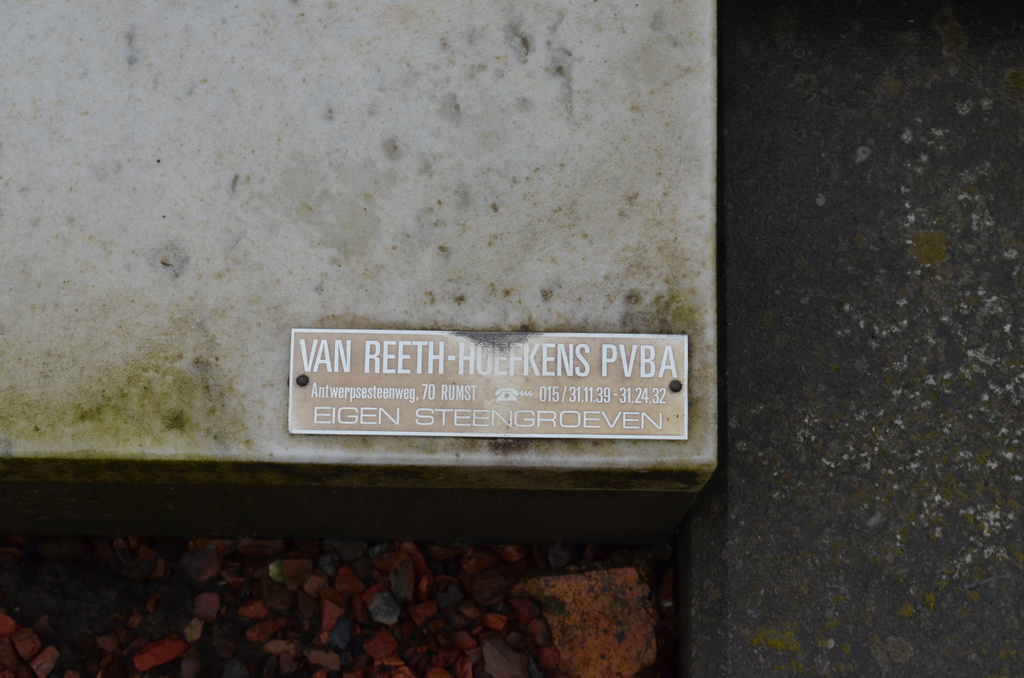 VAN REETH-HOEFKENS PVBA
Antwerpsesteenweg, 70 RUMST ☎ 015/31.11.39-31.24.32
EIGEN STEENGROEVEN